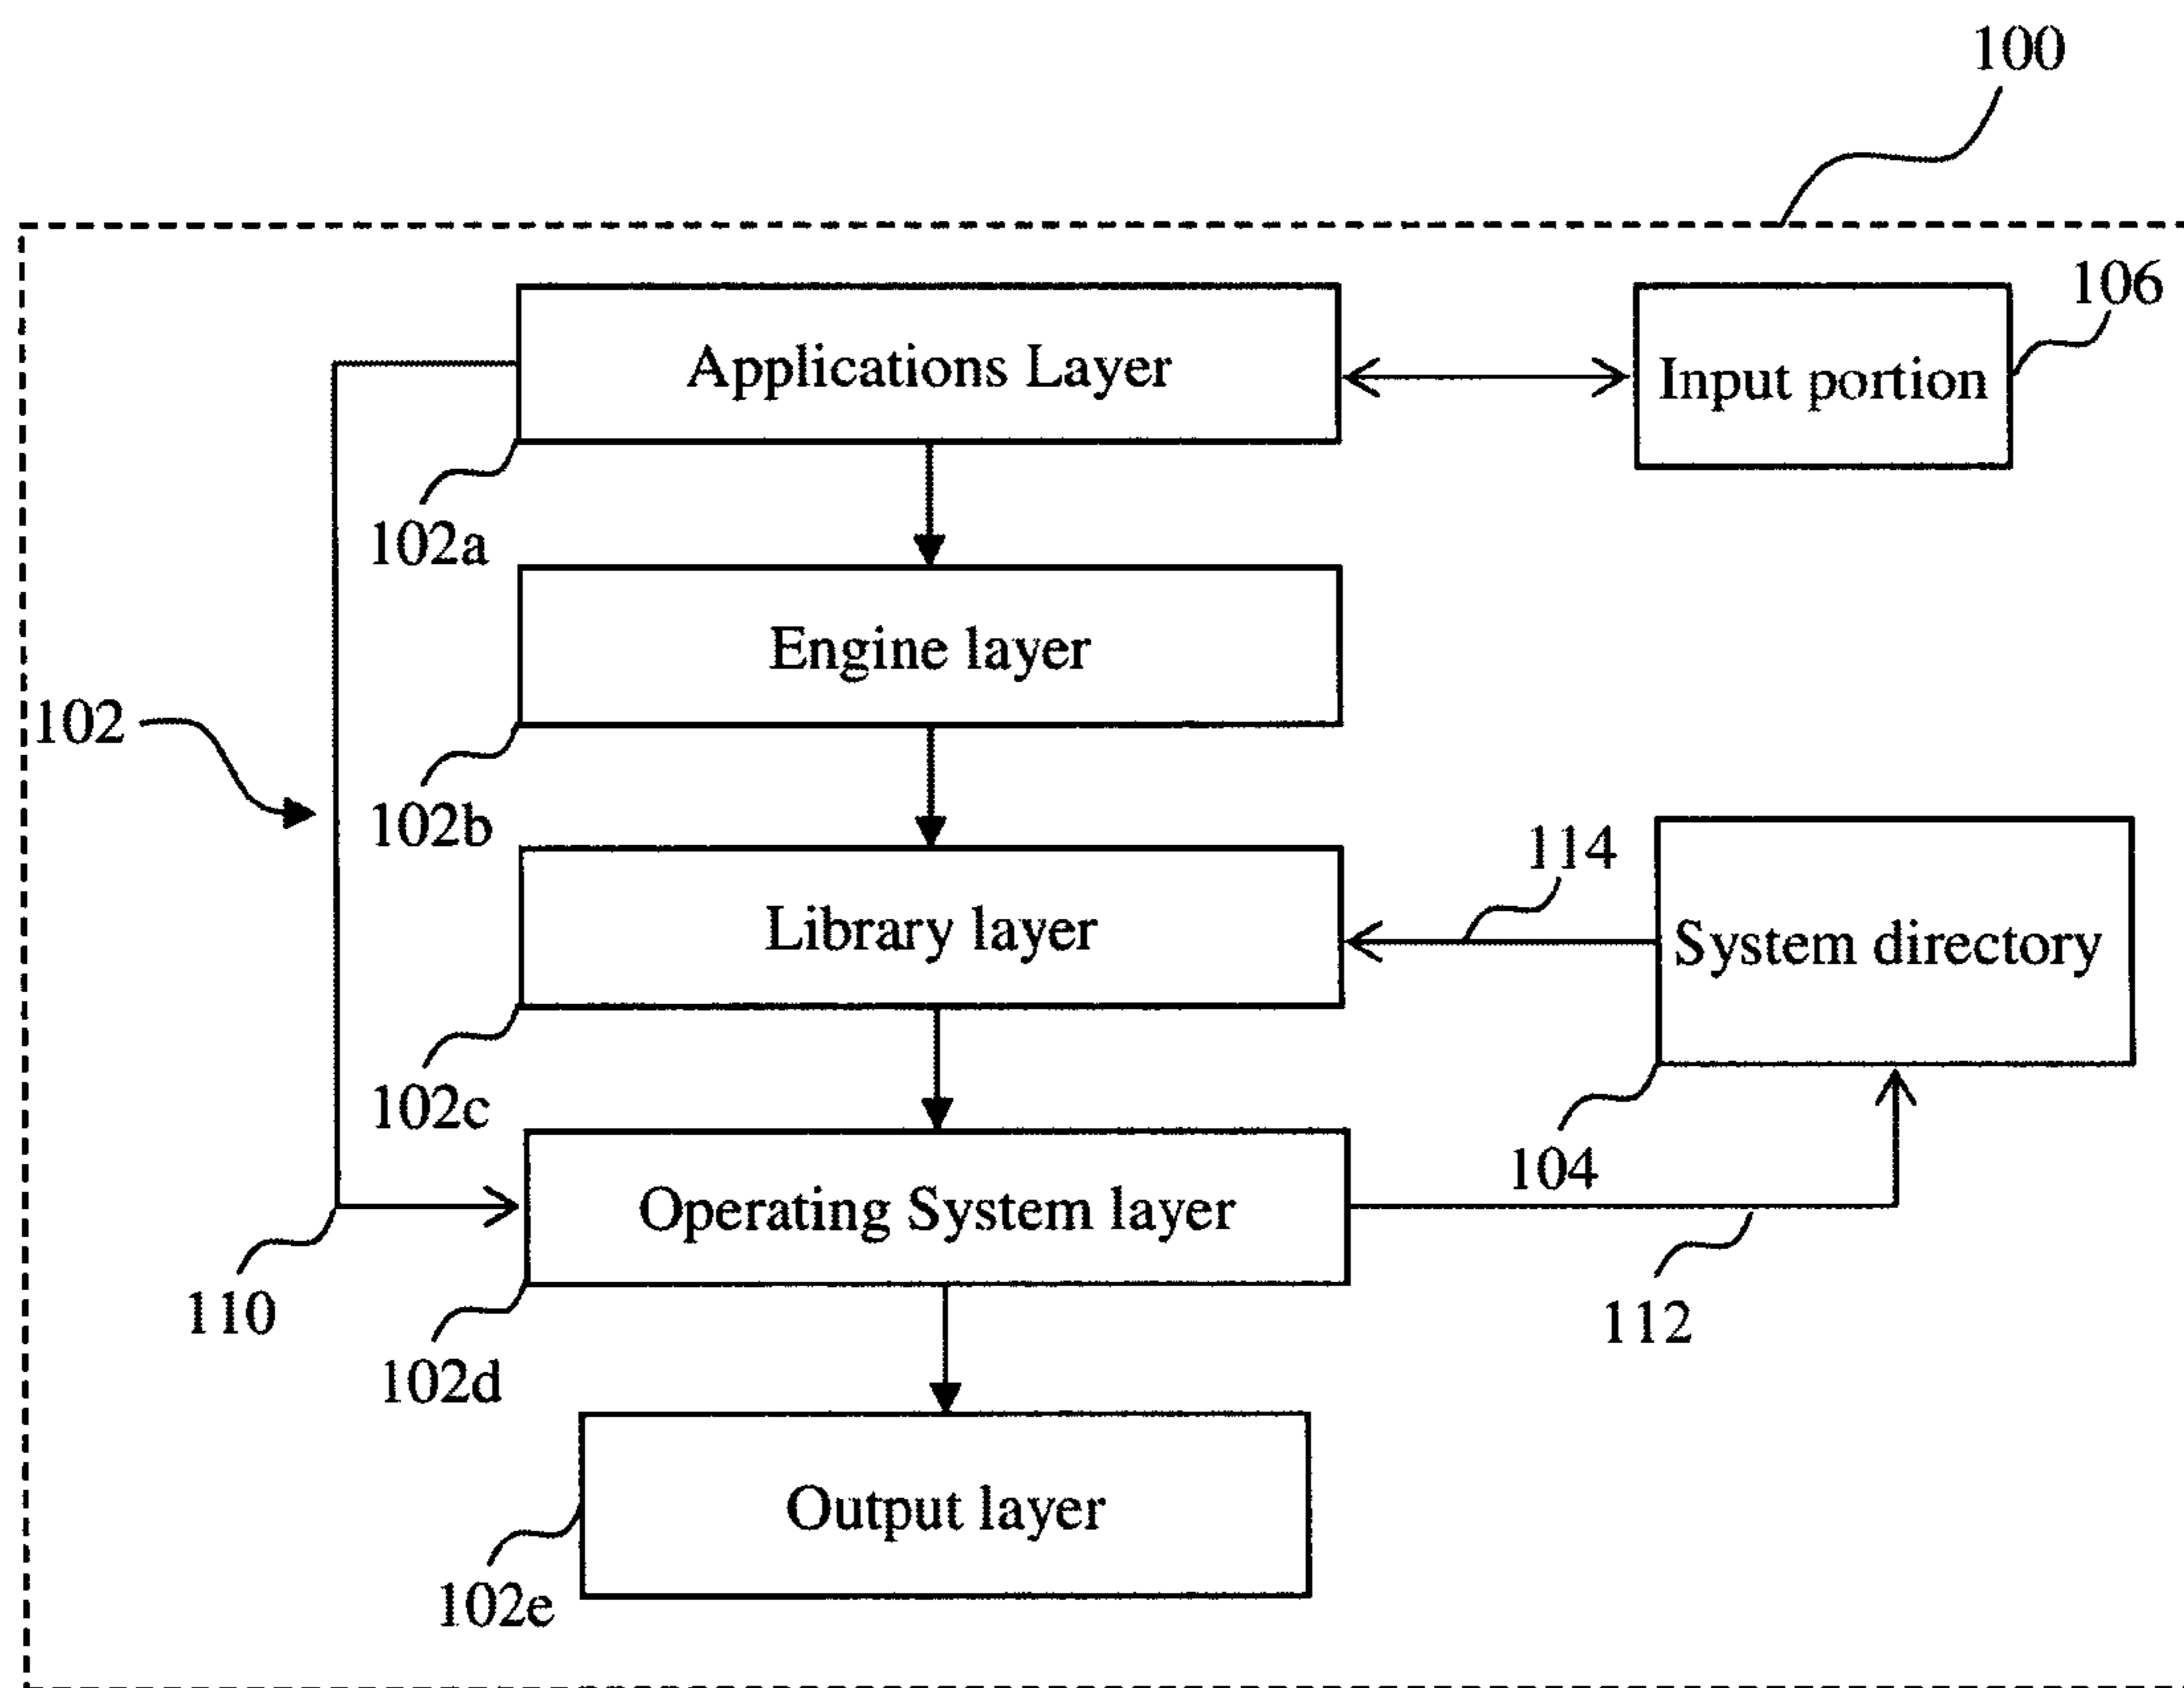 100
106
Applications Layer
Input portion
102a
Engine layer
102
102b
114
Library layer
System directory
102c
104
Operating System layer
110
112
102d
Output layer
102e